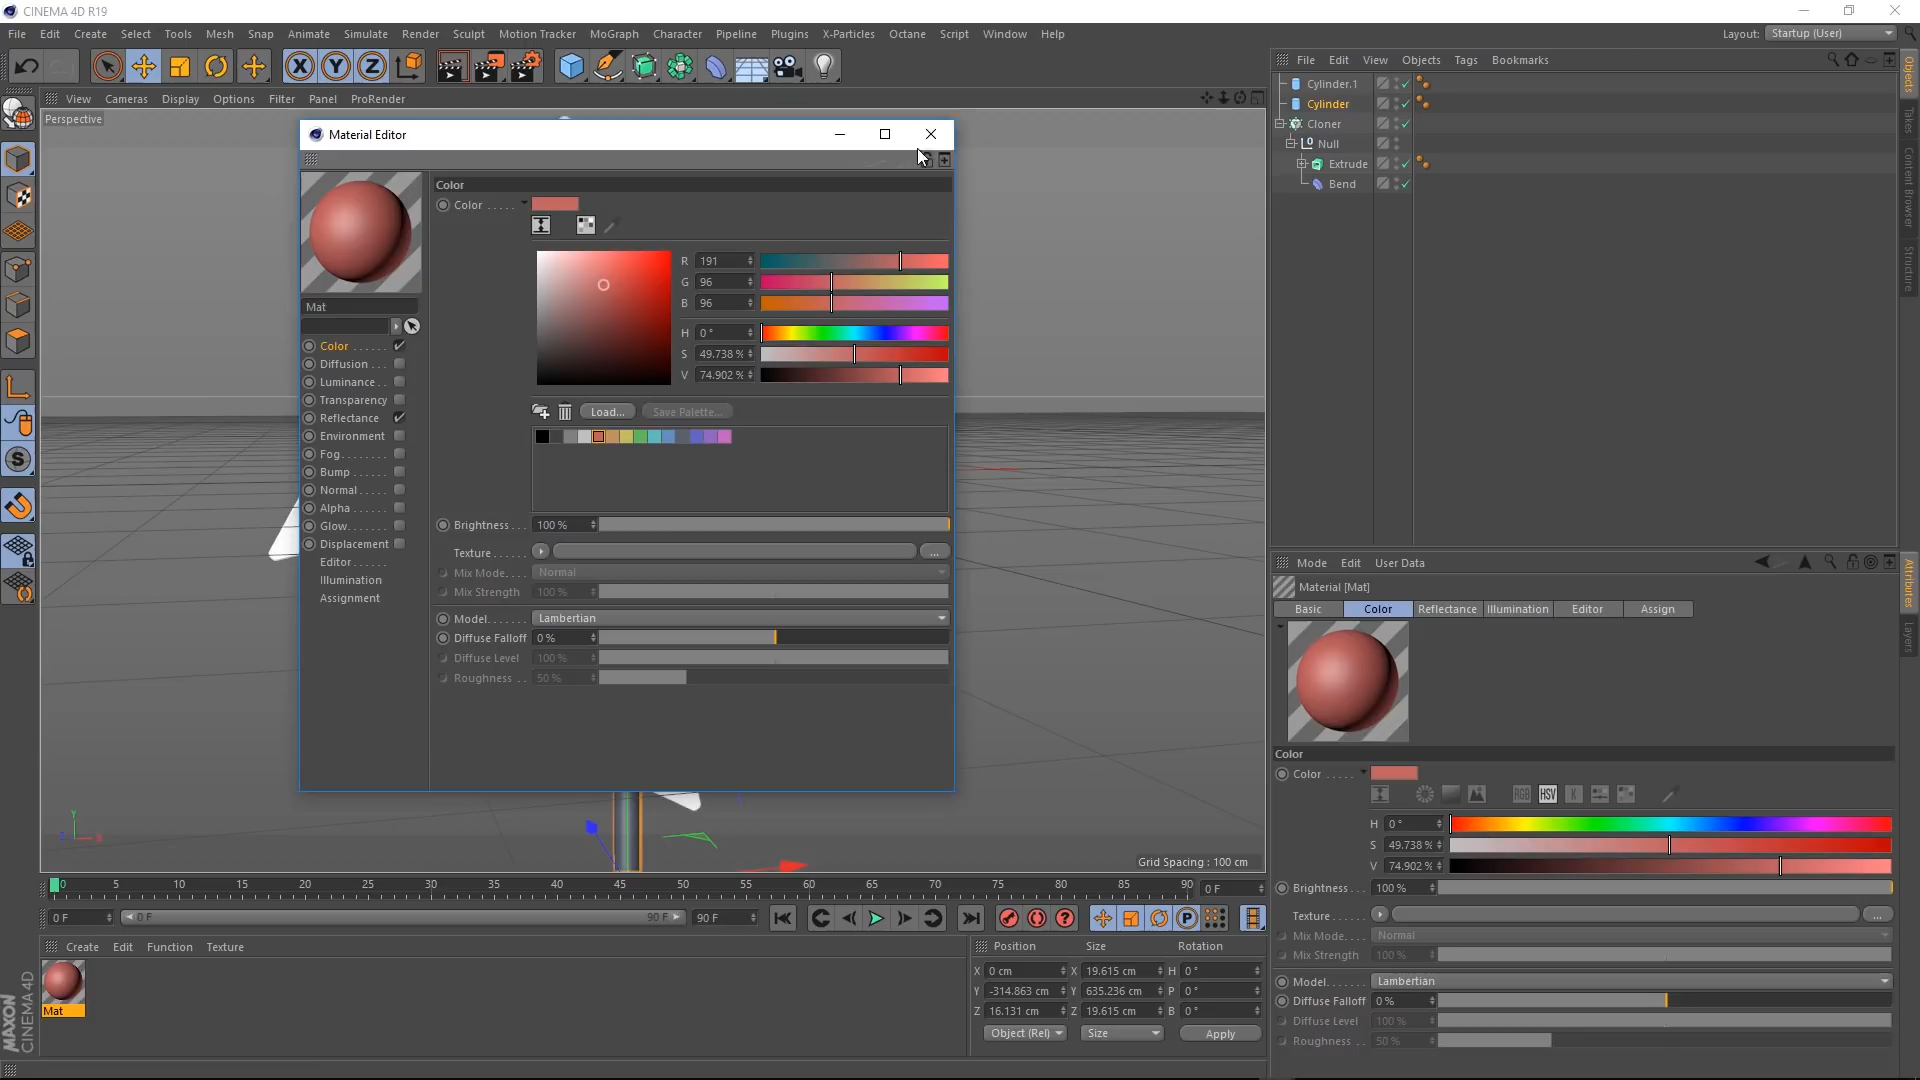 CINEMA 4D R19
File Edit Create Select Tools Mesh Snap Animate Simulate Render Sculpt Motion Tracker MoGraph Character Pipeline Plugins X-Particles Octane Script Window Help
Layout: Startup (User)
View Cameras Display Options Filter Panel ProRender
Perspective
File Edit View Objects Tags Bookmarks
Cylinder.1
Cylinder
Cloner
Null
Extrude
Bend
Objects
Takes
Content Browser
Structure
Material Editor
Color
Color . . . . .
R 191
G 96
B 96
H 0 °
S 49.738 %
V 74.902 %
Mat
Color . . . . . .
Diffusion . . .
Luminance . .
Transparency
Reflectance
Environment
Fog . . . . . . .
Bump . . . . . .
Normal . . . . .
Alpha . . . . . .
Glow . . . . . .
Displacement
Editor . . . . . .
Illumination
Assignment
Load... Save Palette...
Brightness . . . 100 %
Texture . . . . . . ...
Mix Mode. . . . Normal
Mix Strength 100 %
Model. . . . . . . Lambertian
Diffuse Falloff 0 %
Diffuse Level 100 %
Roughness . . 50 %
Grid Spacing : 100 cm
0 5 10 15 20 25 30 35 40 45 50 55 60 65 70 75 80 85 90 0 F
0 F 0 F 90 F 90 F
Create Edit Function Texture
Mat
MAXON
CINEMA 4D
Position Size Rotation
X 0 cm X 19.615 cm H 0 °
Y -314.863 cm Y 635.236 cm P 0 °
Z 16.131 cm Z 19.615 cm B 0 °
Object (Rel) Size Apply
Mode Edit User Data
Material [Mat]
Basic Color Reflectance Illumination Editor Assign
Attributes
Layers
Color
Color . . . . .
RGB HSV K
H 0 °
S 49.738 %
V 74.902 %
Brightness . . . 100 %
Texture . . . . . . ...
Mix Mode. . . . Normal
Mix Strength 100 %
Model. . . . . . . Lambertian
Diffuse Falloff 0 %
Diffuse Level 100 %
Roughness . . 50 %